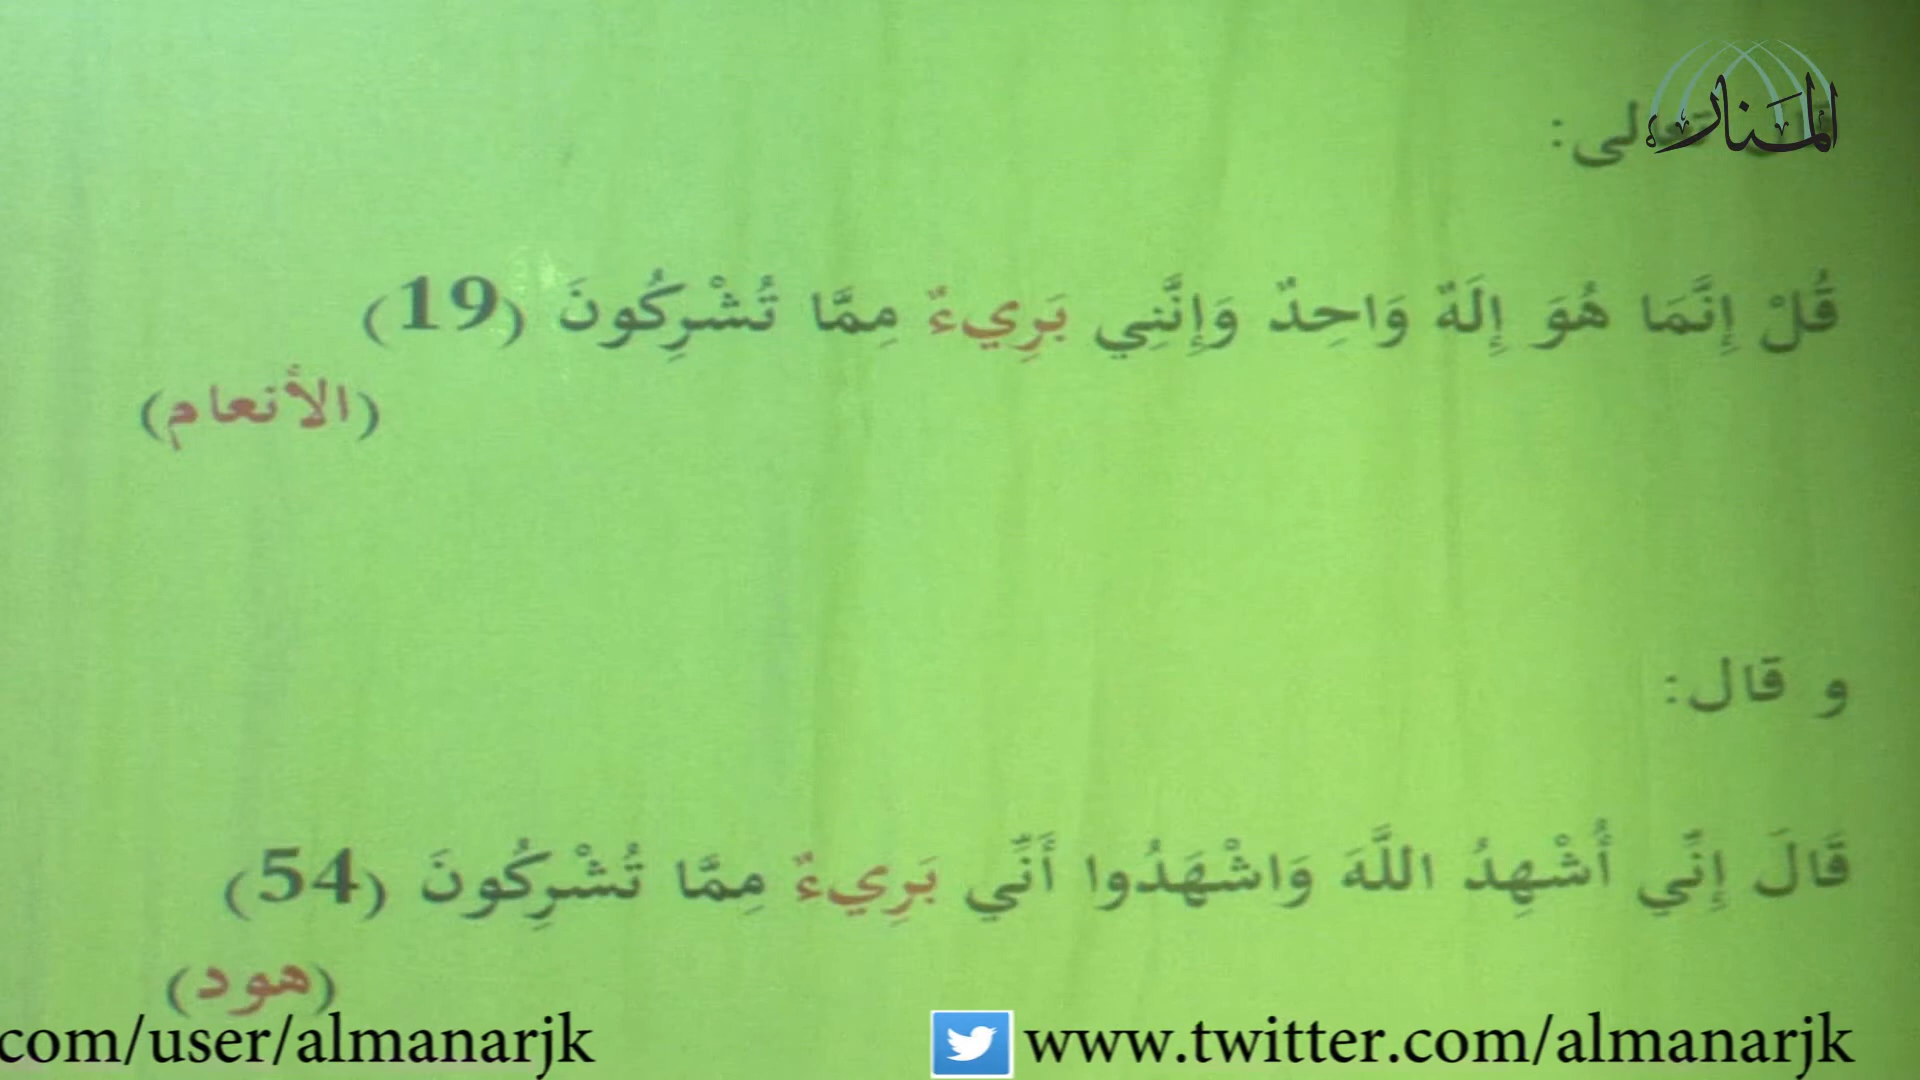 المنار
تعالى:
قُلْ إِنَّمَا هُوَ إِلَهٌ وَاحِدٌ وَإِنَّنِي بَرِيءٌ مِمَّا تُشْرِكُونَ (19)
(الأنعام)
و قال:
قَالَ إِنِّي أُشْهِدُ اللَّهَ وَاشْهَدُوا أَنِّي بَرِيءٌ مِمَّا تُشْرِكُونَ (54)
(هود)
com/user/almanarjk www.twitter.com/almanarjk